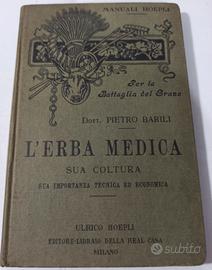 MANUALI HOEPLI
Per la
Battaglia del Grano
DOTT. PIETRO BARILI
L'ERBA MEDICA
SUA COLTURA
SUA IMPORTANZA TECNICA ED ECONOMICA
ULRICO HOEPLI
EDITORE-LIBRAIO DELLA REAL CASA
MILANO
subito